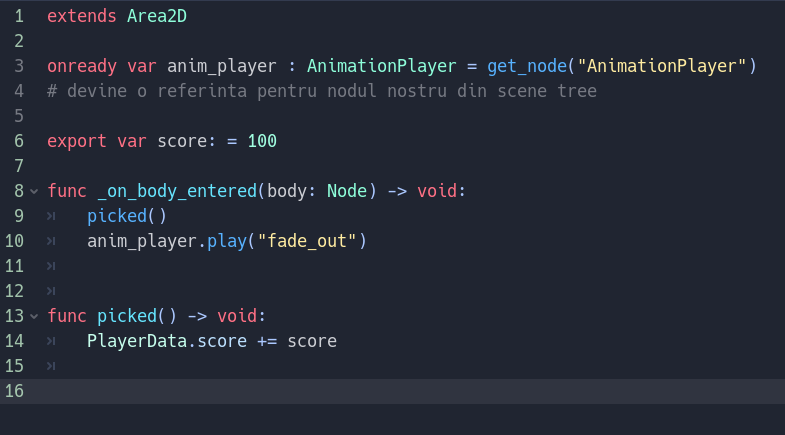 1 extends Area2D
2
3 onready var anim_player : AnimationPlayer = get_node("AnimationPlayer")
4 # devine o referinta pentru nodul nostru din scene tree
5
6 export var score: = 100
7
8 func _on_body_entered(body: Node) -> void:
9 picked()
10 anim_player.play("fade_out")
11
12
13 func picked() -> void:
14 PlayerData.score += score
15
16